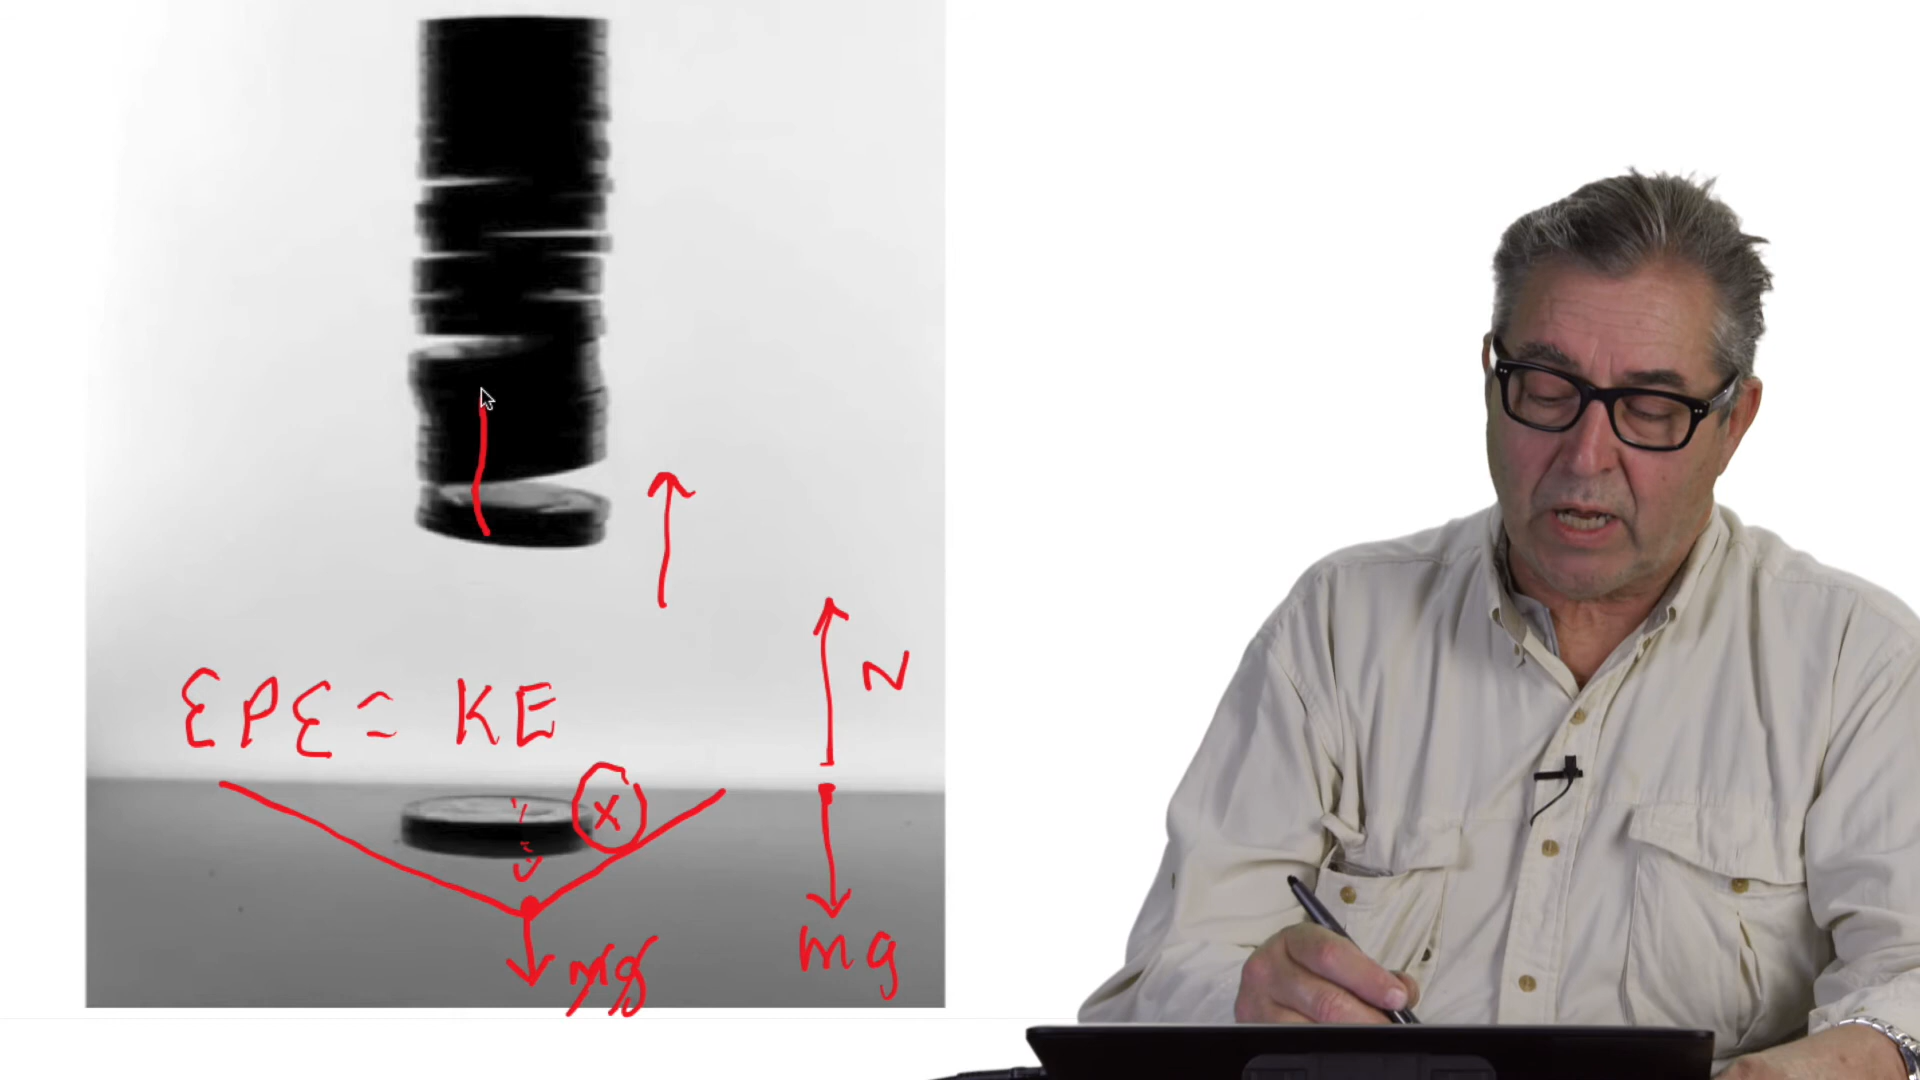 N
EPE = KE
X
mg
mg